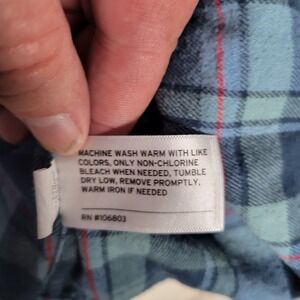 MACHINE WASH WARM WITH LIKE
COLORS, ONLY NON-CHLORINE
BLEACH WHEN NEEDED, TUMBLE
DRY LOW, REMOVE PROMPTLY,
WARM IRON IF NEEDED
RN #106803